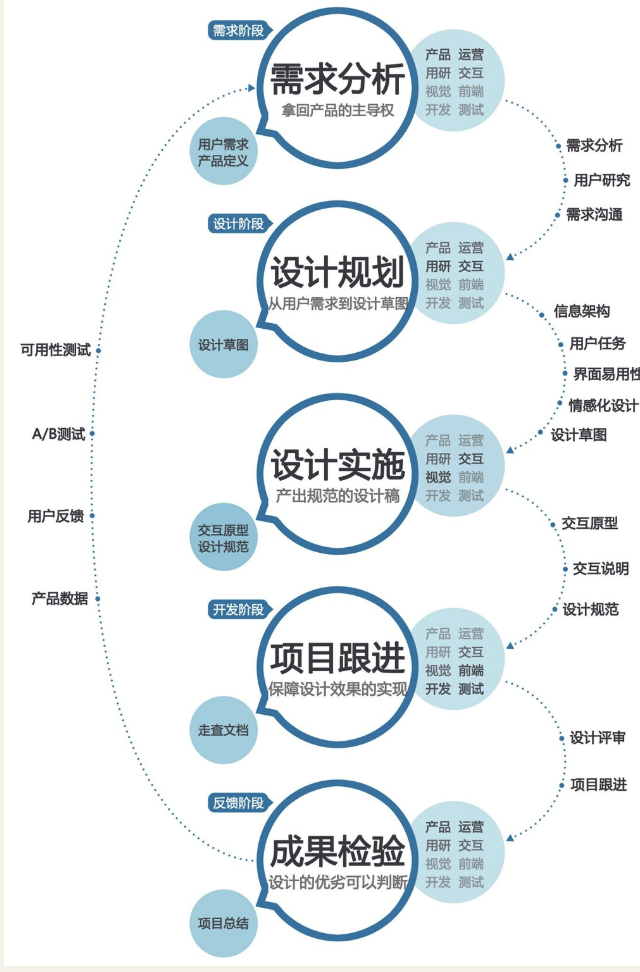 需求阶段
需求分析
拿回产品的主导权
产品 运营
用研 交互
视觉 前端
开发 测试
用户需求
产品定义
需求分析
用户研究
需求沟通
设计阶段
设计规划
从用户需求到设计草图
产品 运营
用研 交互
视觉 前端
开发 测试
设计草图
信息架构
用户任务
界面易用性
情感化设计
设计草图
设计实施
产出规范的设计稿
产品 运营
用研 交互
视觉 前端
开发 测试
交互原型
设计规范
交互原型
交互说明
设计规范
开发阶段
项目跟进
保障设计效果的实现
产品 运营
用研 交互
视觉 前端
开发 测试
走查文档
设计评审
项目跟进
反馈阶段
成果检验
设计的优劣可以判断
产品 运营
用研 交互
视觉 前端
开发 测试
项目总结
可用性测试
A/B测试
用户反馈
产品数据